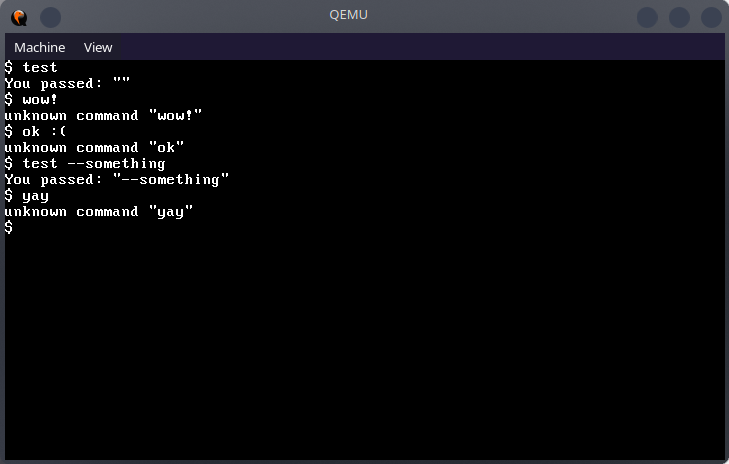 QEMU
Machine View
$ test
You passed: ""
$ wow!
unknown command "wow!"
$ ok :(
unknown command "ok"
$ test --something
You passed: "--something"
$ yay
unknown command "yay"
$